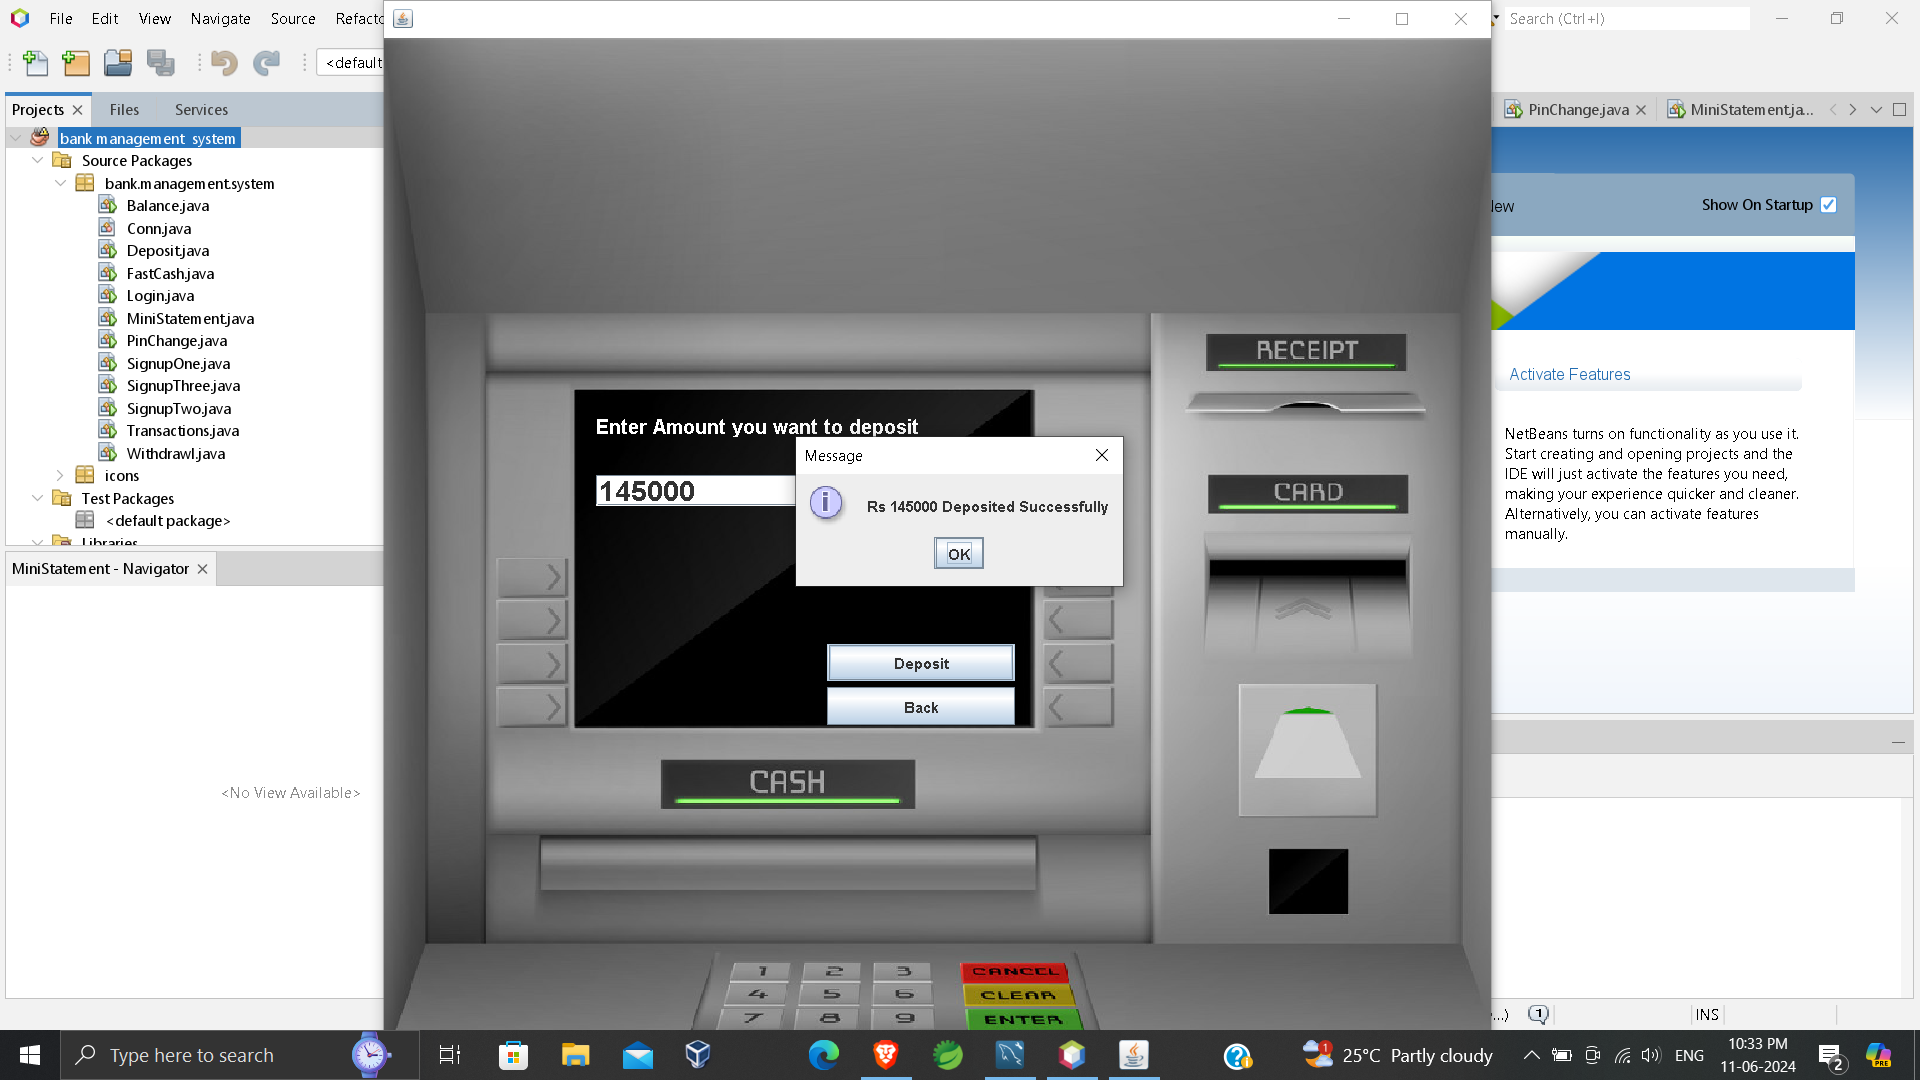 File Edit View Navigate Source Refacto
Search (Ctrl+I)
<default
Projects Files Services
PinChange.java MiniStatement.ja...
bank management system
Source Packages
bank.management.system
Balance.java
Conn.java
Deposit.java
FastCash.java
Login.java
MiniStatement.java
PinChange.java
SignupOne.java
SignupThree.java
SignupTwo.java
Transactions.java
Withdrawl.java
icons
Test Packages
<default package>
Libraries
MiniStatement - Navigator
<No View Available>
Enter Amount you want to deposit
145000
Message
Rs 145000 Deposited Successfully
OK
Deposit
Back
CASH
RECEIPT
CARD
1 2 3 CANCEL
4 5 6 CLEAR
7 8 9 ENTER
Show On Startup
Activate Features
NetBeans turns on functionality as you use it.
Start creating and opening projects and the
IDE will just activate the features you need,
making your experience quicker and cleaner.
Alternatively, you can activate features
manually.
...)
1
INS
Type here to search
1
25°C Partly cloudy
ENG
10:33 PM
11-06-2024
2
PRE